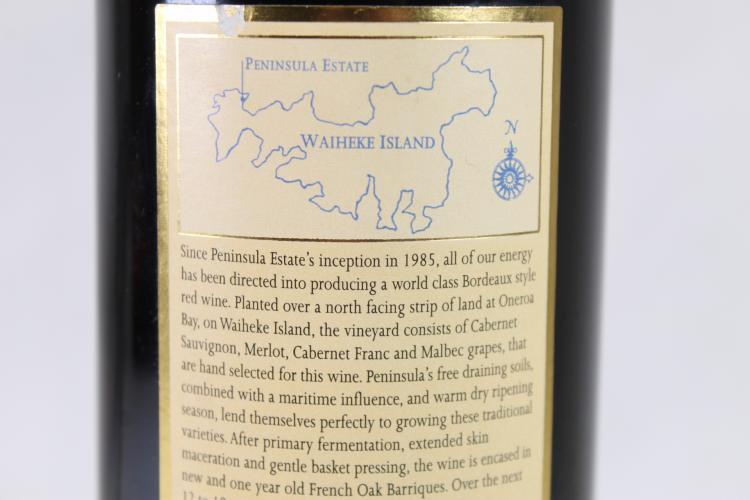 PENINSULA ESTATE
WAIHEKE ISLAND
N
Since Peninsula Estate's inception in 1985, all of our energy
has been directed into producing a world class Bordeaux style
red wine. Planted over a north facing strip of land at Oneroa
Bay, on Waiheke Island, the vineyard consists of Cabernet
Sauvignon, Merlot, Cabernet Franc and Malbec grapes, that
are hand selected for this wine. Peninsula's free draining soils,
combined with a maritime influence, and warm dry ripening
season, lend themselves perfectly to growing these traditional
varieties. After primary fermentation, extended skin
maceration and gentle basket pressing, the wine is encased in
new and one year old French Oak Barriques. Over the next
12 to